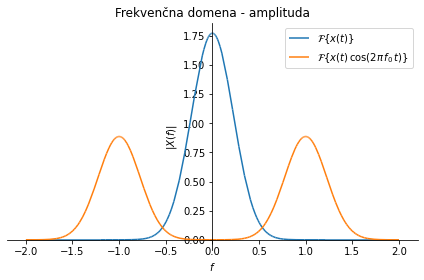 Frekvenčna domena - amplituda
ℱ{x(t)}
ℱ{x(t) cos(2π f₀ t)}
|X(f)|
1.75
1.50
1.25
1.00
0.75
0.50
0.25
0.00
−2.0 −1.5 −1.0 −0.5 0.0 0.5 1.0 1.5 2.0
f